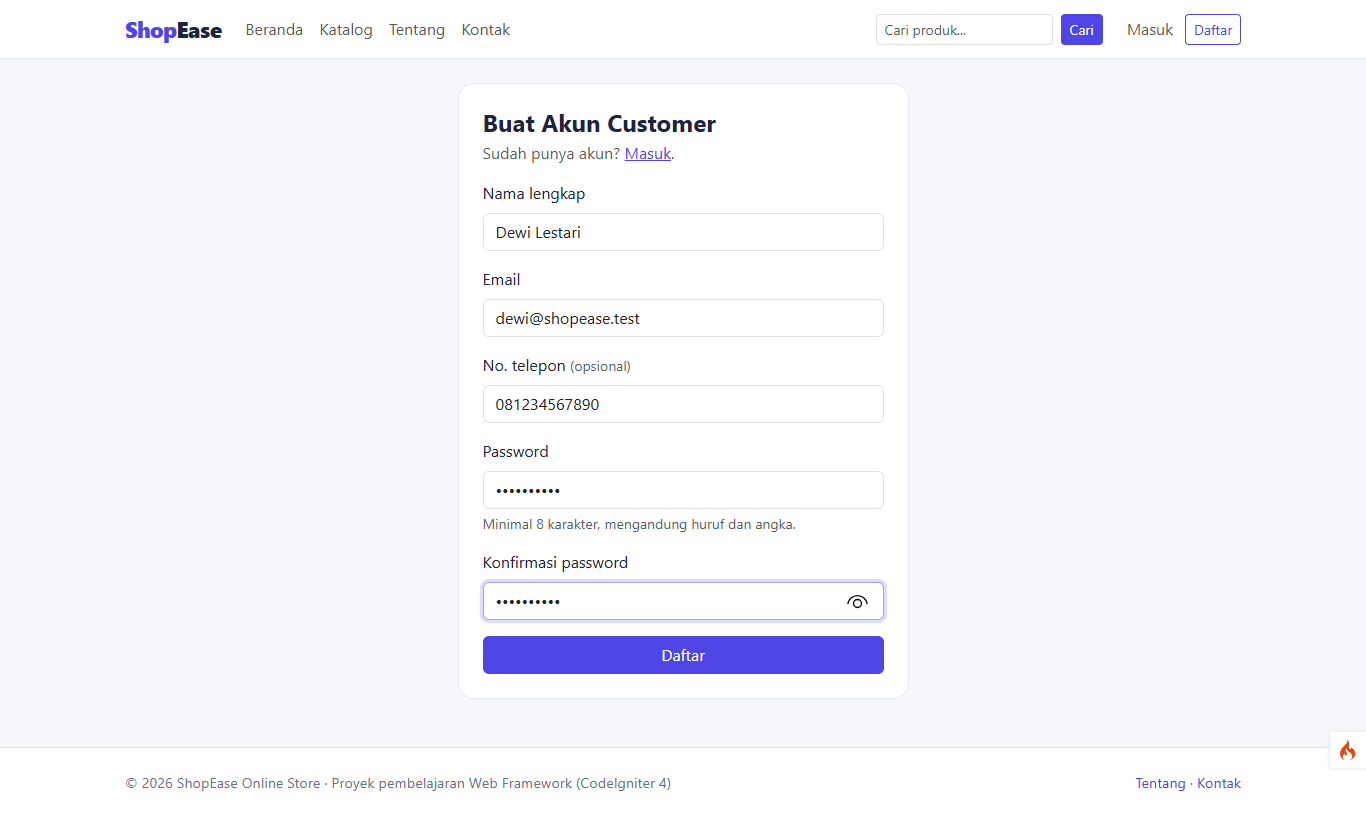 ShopEase Beranda Katalog Tentang Kontak Cari produk... Cari Masuk Daftar
Buat Akun Customer
Sudah punya akun? Masuk.
Nama lengkap
Dewi Lestari
Email
dewi@shopease.test
No. telepon (opsional)
081234567890
Password
••••••••••
Minimal 8 karakter, mengandung huruf dan angka.
Konfirmasi password
••••••••••
Daftar
© 2026 ShopEase Online Store · Proyek pembelajaran Web Framework (CodeIgniter 4) Tentang · Kontak